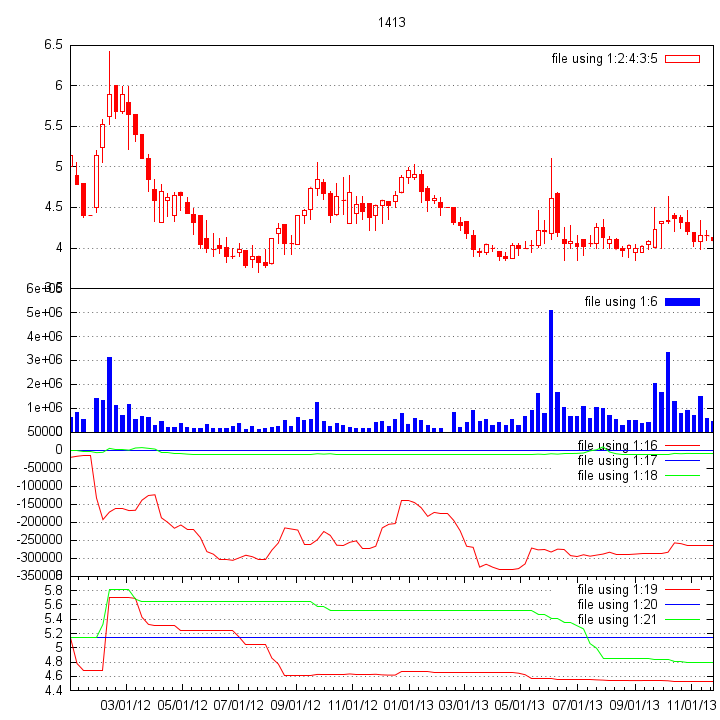 1413
6.5
file using 1:2:4:3:5
6
5.5
5
4.5
4
3.5
6e+06
file using 1:6
5e+06
4e+06
3e+06
2e+06
1e+06
50000
0
file using 1:16
file using 1:17
file using 1:18
-50000
-100000
-150000
-200000
-250000
-300000
-350000
6
5.8
file using 1:19
5.6
file using 1:20
5.4
file using 1:21
5.2
5
4.8
4.6
4.4
03/01/12 05/01/12 07/01/12 09/01/12 11/01/12 01/01/13 03/01/13 05/01/13 07/01/13 09/01/13 11/01/13